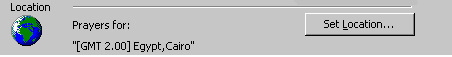 Location
Prayers for:
Set Location...
"[GMT 2.00] Egypt,Cairo"